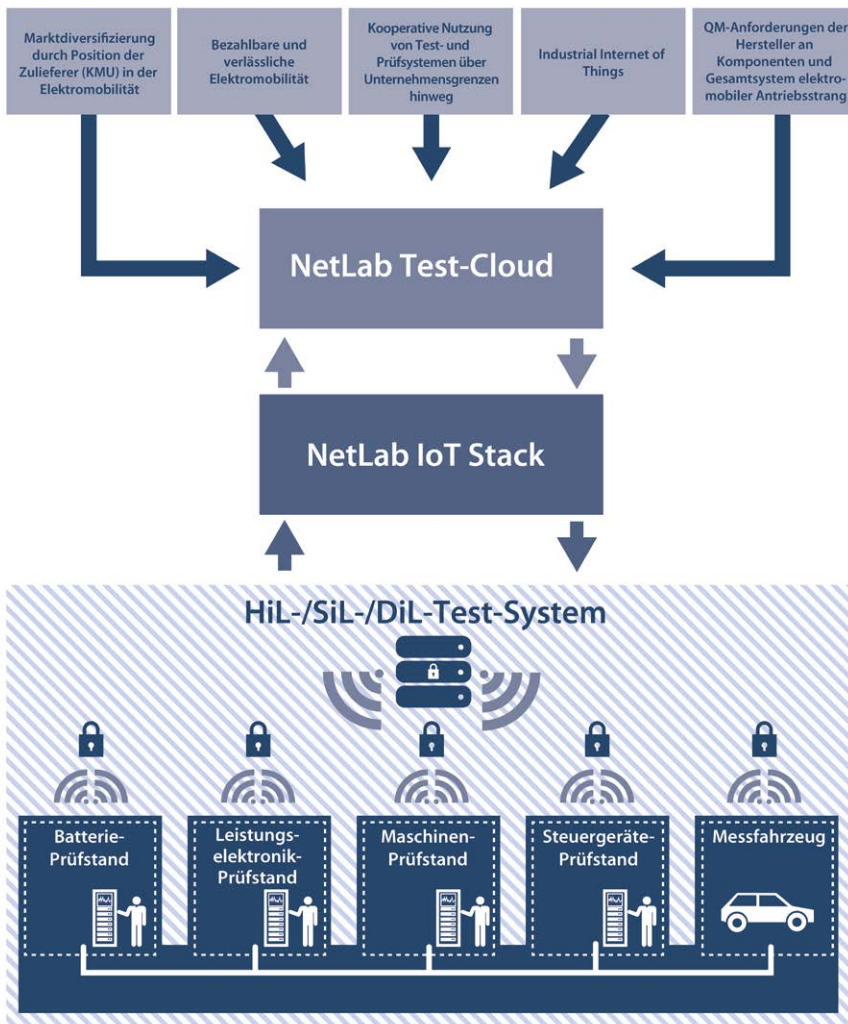 Marktdiversifizierung
durch Position der
Zulieferer (KMU) in der
Elektromobilität
Bezahlbare und
verlässliche
Elektromobilität
Kooperative Nutzung
von Test- und
Prüfsystemen über
Unternehmensgrenzen
hinweg
Industrial Internet of
Things
QM-Anforderungen der
Hersteller an
Komponenten und
Gesamtsystem elektro-
mobiler Antriebsstrang
NetLab Test-Cloud
NetLab IoT Stack
HiL-/SiL-/DiL-Test-System
Batterie-
Prüfstand
Leistungs-
elektronik-
Prüfstand
Maschinen-
Prüfstand
Steuergeräte-
Prüfstand
Messfahrzeug